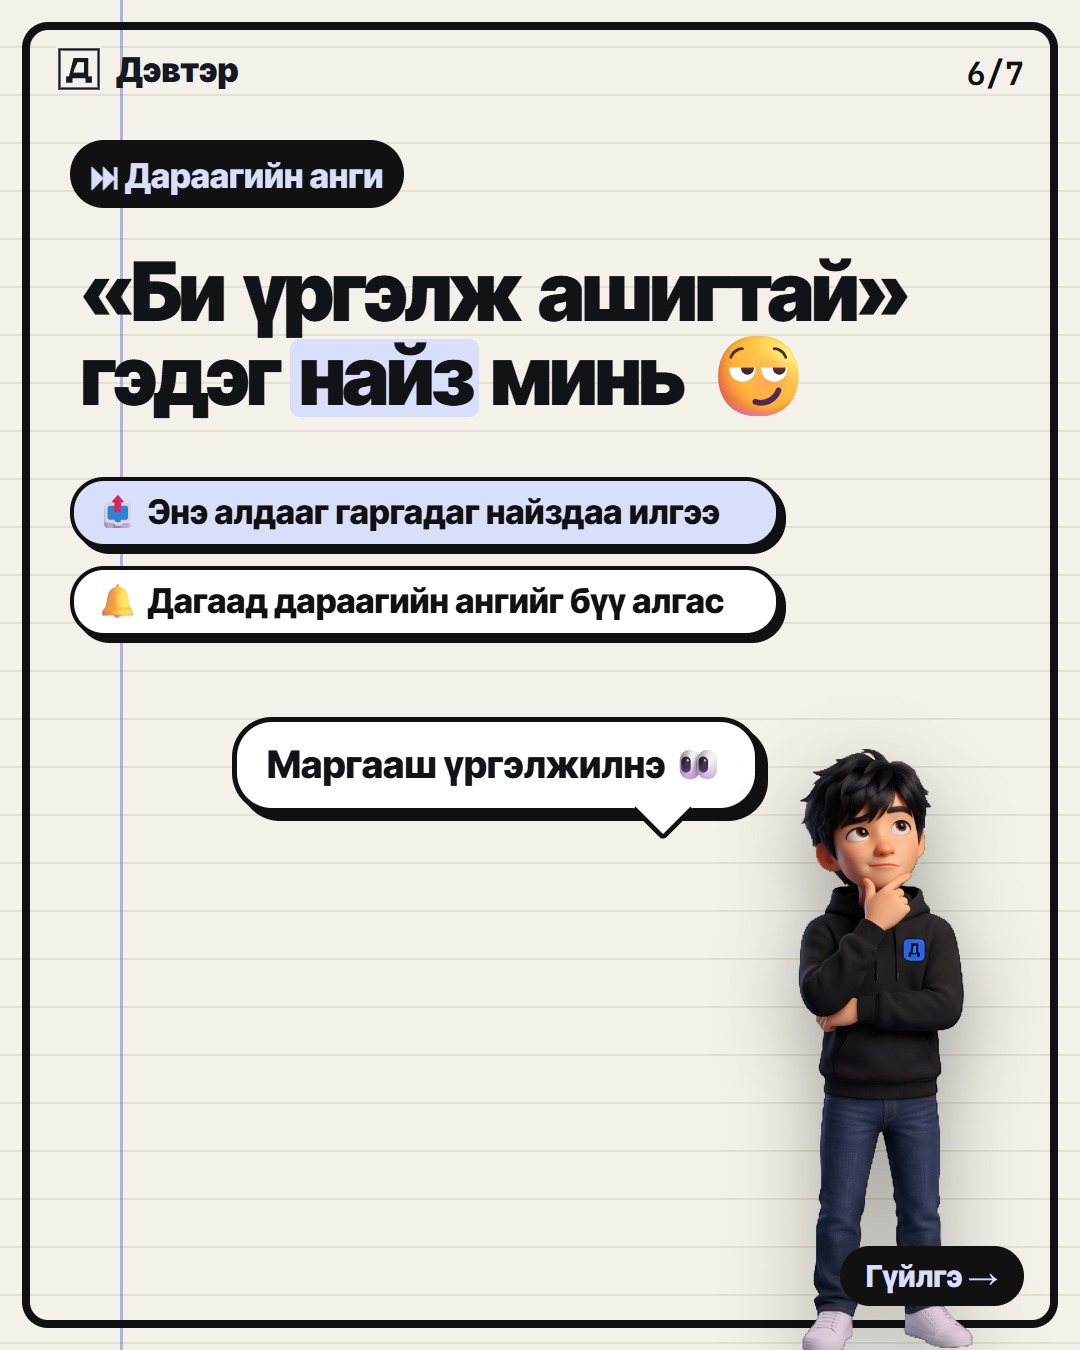 Д Дэвтэр
6/7
⏭ Дараагийн анги
«Би үргэлж ашигтай»
гэдэг найз минь 😏
📤 Энэ алдааг гаргадаг найздаа илгээ
🔔 Дагаад дараагийн ангийг бүү алгас
Маргааш үргэлжилнэ 👀
Д
Гүйлгэ →